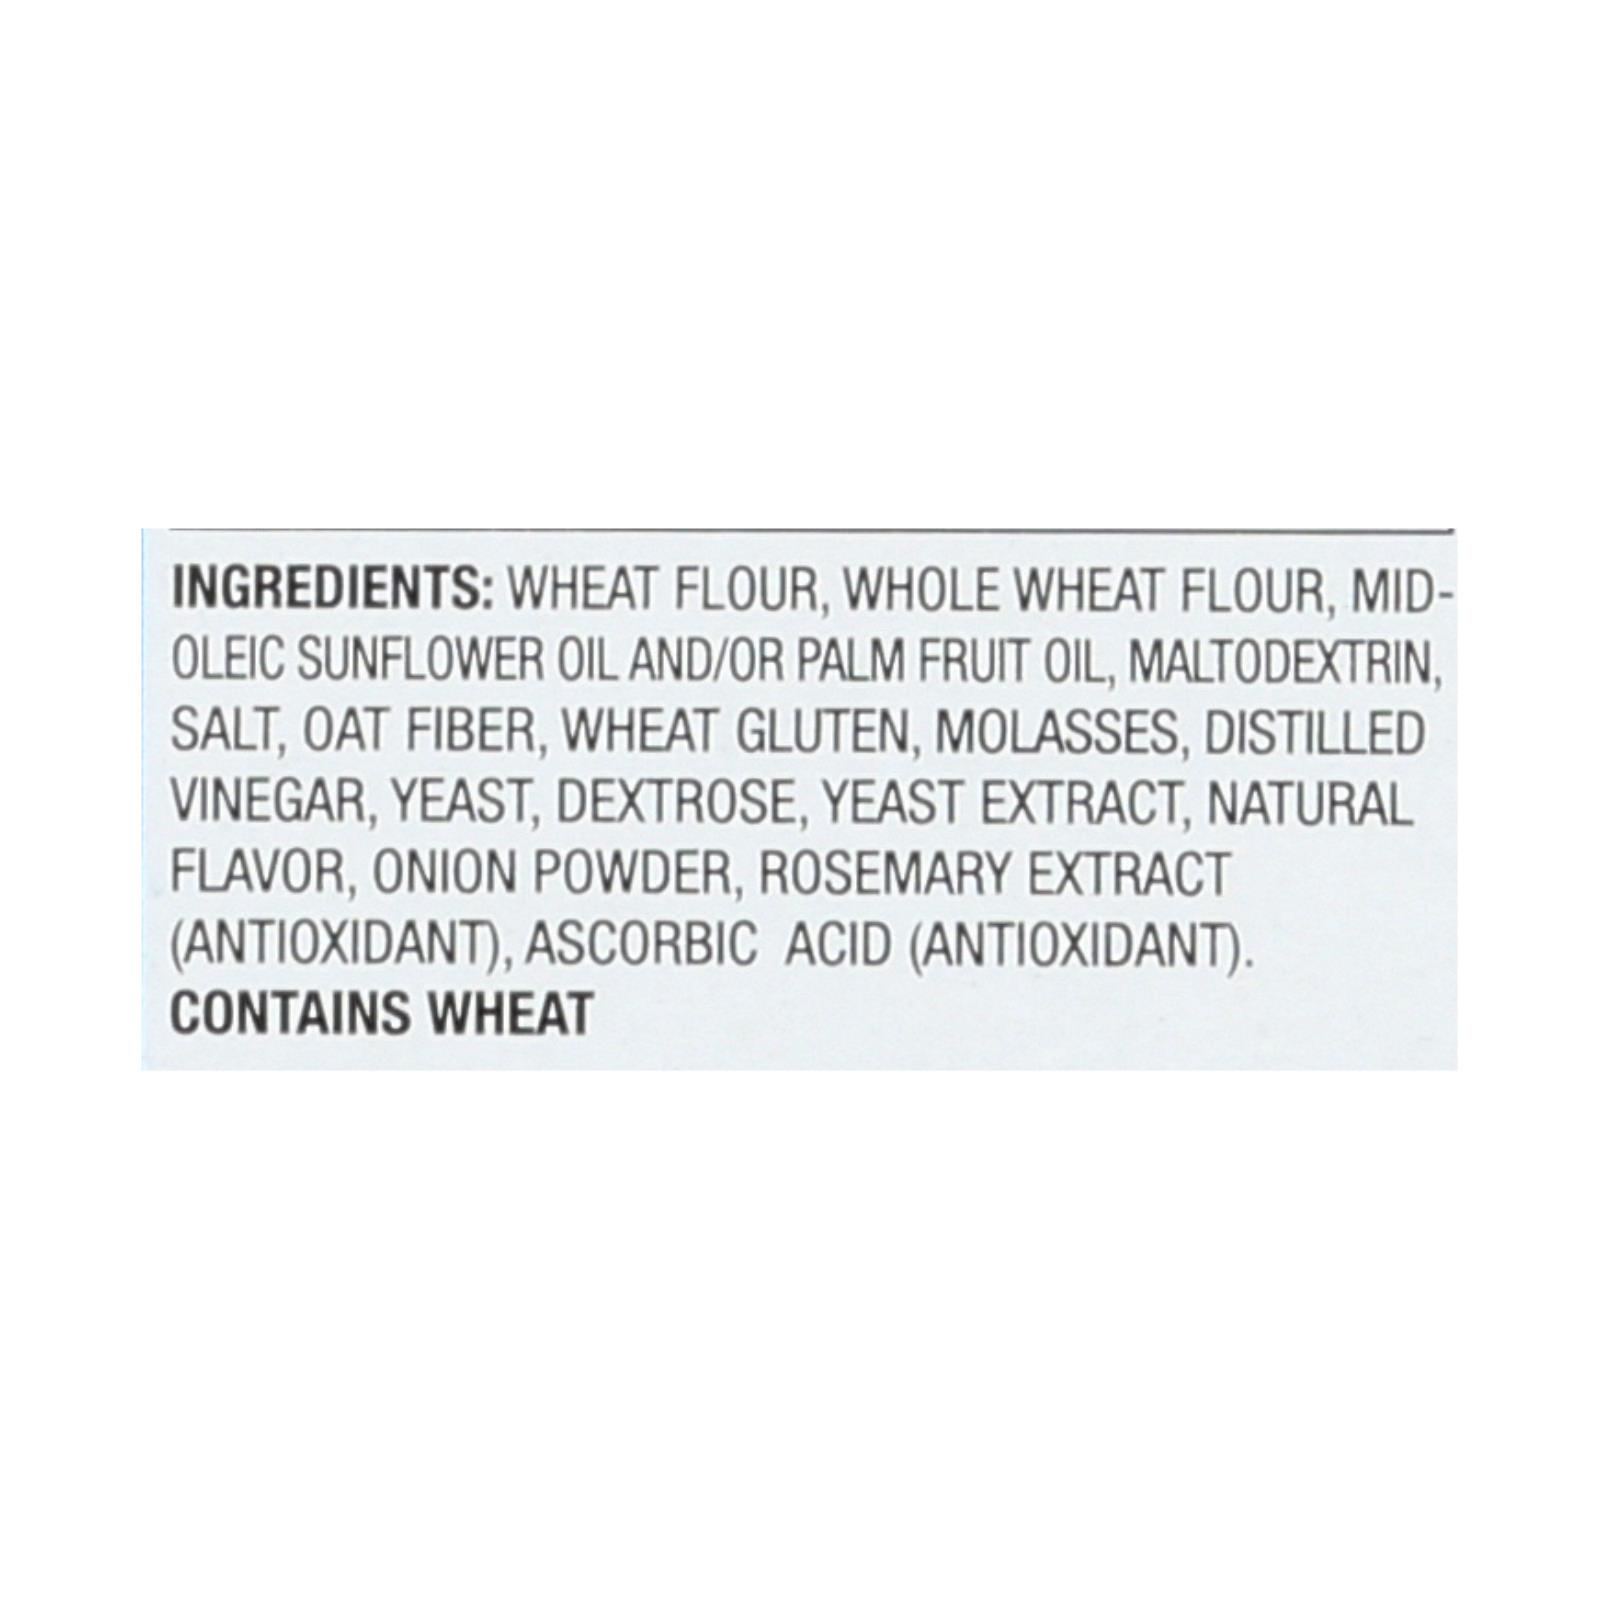 INGREDIENTS: WHEAT FLOUR, WHOLE WHEAT FLOUR, MID-
OLEIC SUNFLOWER OIL AND/OR PALM FRUIT OIL, MALTODEXTRIN,
SALT, OAT FIBER, WHEAT GLUTEN, MOLASSES, DISTILLED
VINEGAR, YEAST, DEXTROSE, YEAST EXTRACT, NATURAL
FLAVOR, ONION POWDER, ROSEMARY EXTRACT
(ANTIOXIDANT), ASCORBIC ACID (ANTIOXIDANT).
CONTAINS WHEAT